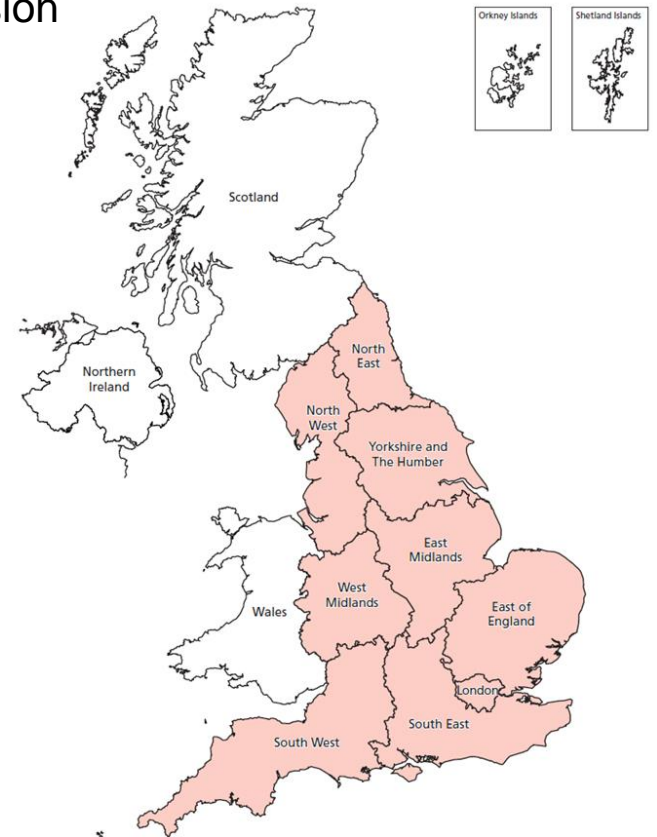 Orkney Islands
Shetland Islands
Scotland
North
East
Northern
Ireland
North
West
Yorkshire and
The Humber
East
Midlands
West
Midlands
East of
England
Wales
London
South East
South West